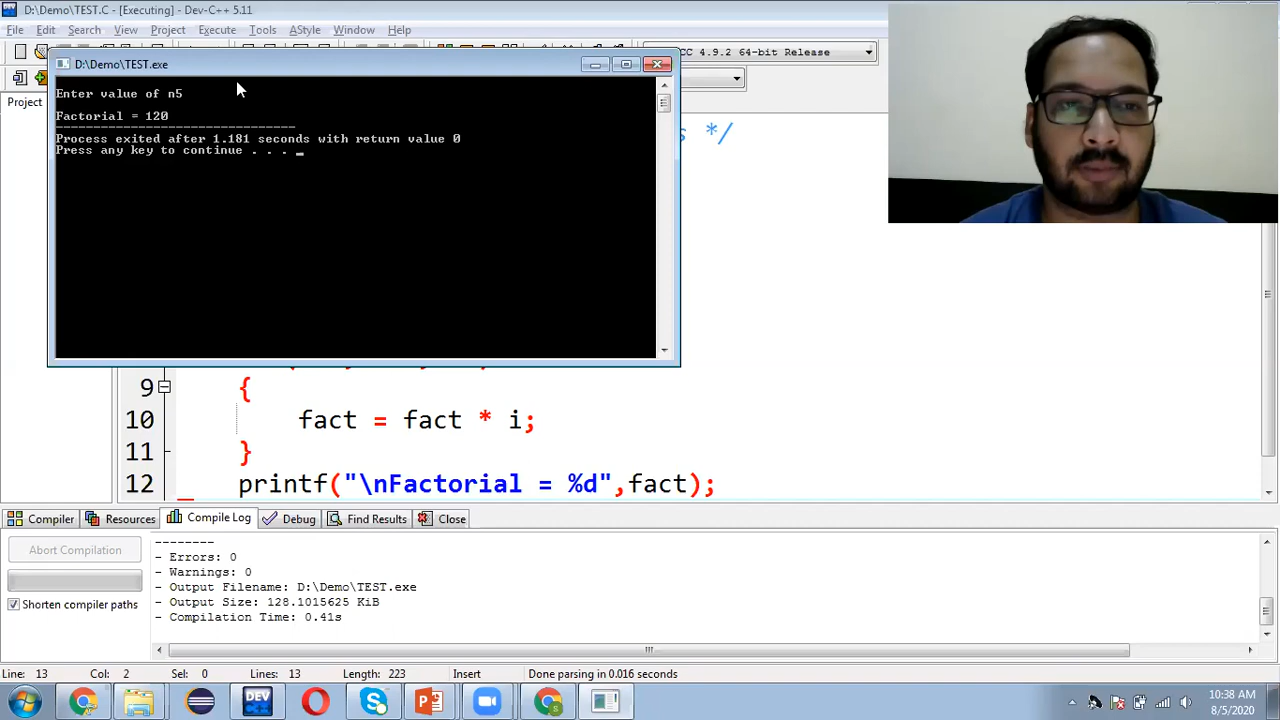 D:\Demo\TEST.C - [Executing] - Dev-C++ 5.11
File Edit Search View Project Execute Tools AStyle Window Help
CC 4.9.2 64-bit Release
D:\Demo\TEST.exe
Project
Enter value of n5
Factorial = 120
--------------------------------
Process exited after 1.181 seconds with return value 0
Press any key to continue . . . _
s */
9 {
10 fact = fact * i;
11 }
12 printf("\nFactorial = %d",fact);
Compiler Resources Compile Log Debug Find Results Close
Abort Compilation
Shorten compiler paths
--------
- Errors: 0
- Warnings: 0
- Output Filename: D:\Demo\TEST.exe
- Output Size: 128.1015625 KiB
- Compilation Time: 0.41s
Line: 13 Col: 2 Sel: 0 Lines: 13 Length: 223 Insert Done parsing in 0.016 seconds
DEV C++
10:38 AM
8/5/2020